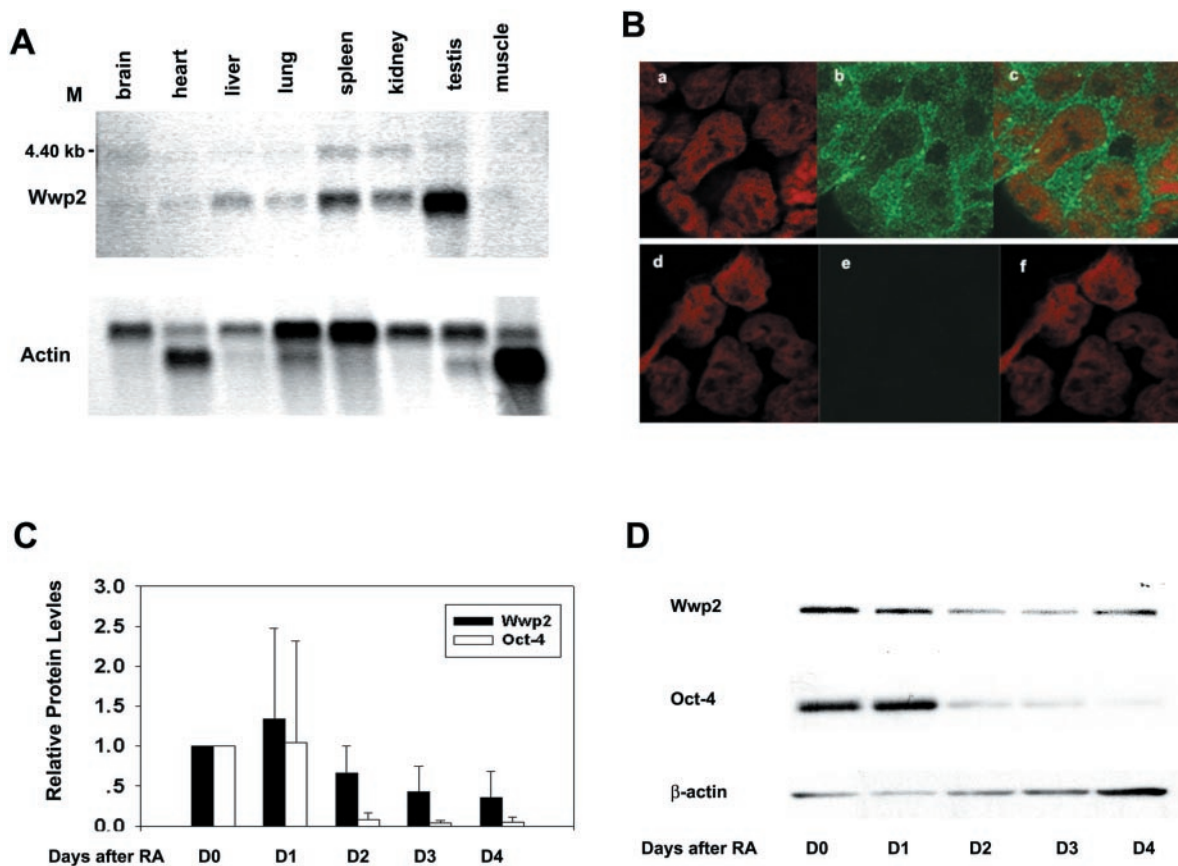 A
M brain heart liver lung spleen kidney testis muscle
4.40 kb -
Wwp2
Actin
B
a b c
d e f
C
Relative Protein Levles
3.0
2.5
2.0
1.5
1.0
.5
0.0
Wwp2
Oct-4
Days after RA D0 D1 D2 D3 D4
D
Wwp2
Oct-4
β-actin
Days after RA D0 D1 D2 D3 D4